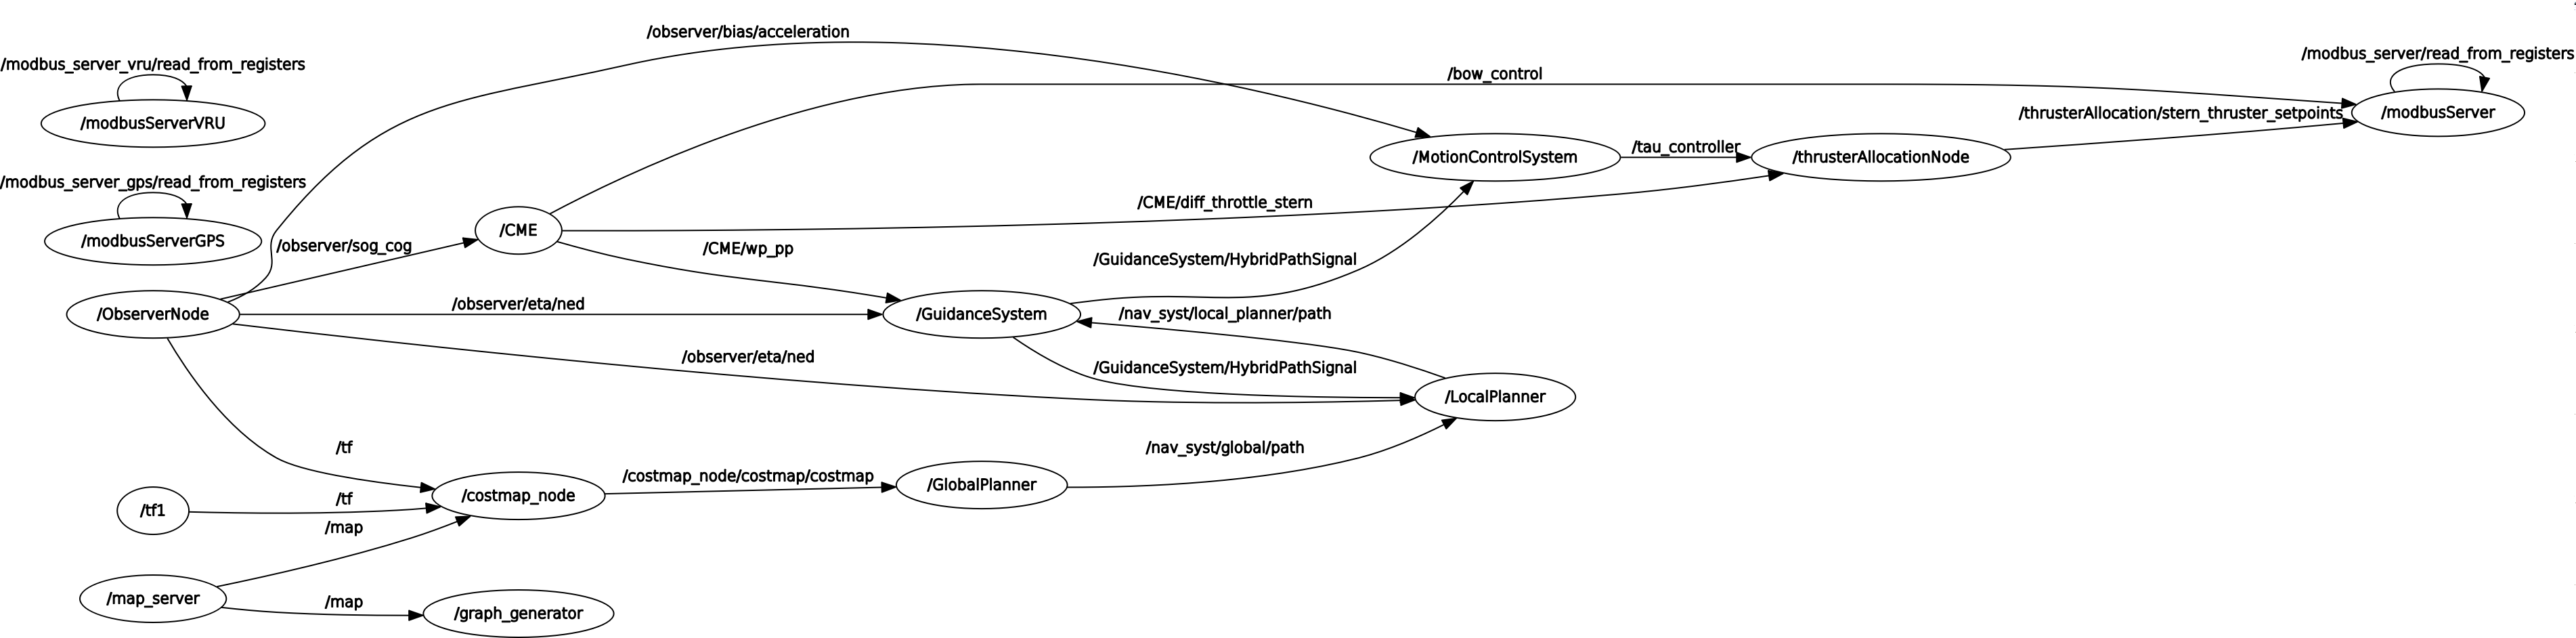 /observer/bias/acceleration
/modbus_server/read_from_registers
/modbus_server_vru/read_from_registers
/bow_control
/modbusServer
/thrusterAllocation/stern_thruster_setpoints
/modbusServerVRU
/tau_controller
/MotionControlSystem
/thrusterAllocationNode
/modbus_server_gps/read_from_registers
/CME/diff_throttle_stern
/CME
/modbusServerGPS
/observer/sog_cog
/CME/wp_pp
/GuidanceSystem/HybridPathSignal
/observer/eta/ned
/ObserverNode
/GuidanceSystem
/nav_syst/local_planner/path
/observer/eta/ned
/GuidanceSystem/HybridPathSignal
/LocalPlanner
/tf
/nav_syst/global/path
/costmap_node/costmap/costmap
/GlobalPlanner
/tf
/costmap_node
/tf1
/map
/map_server
/map
/graph_generator